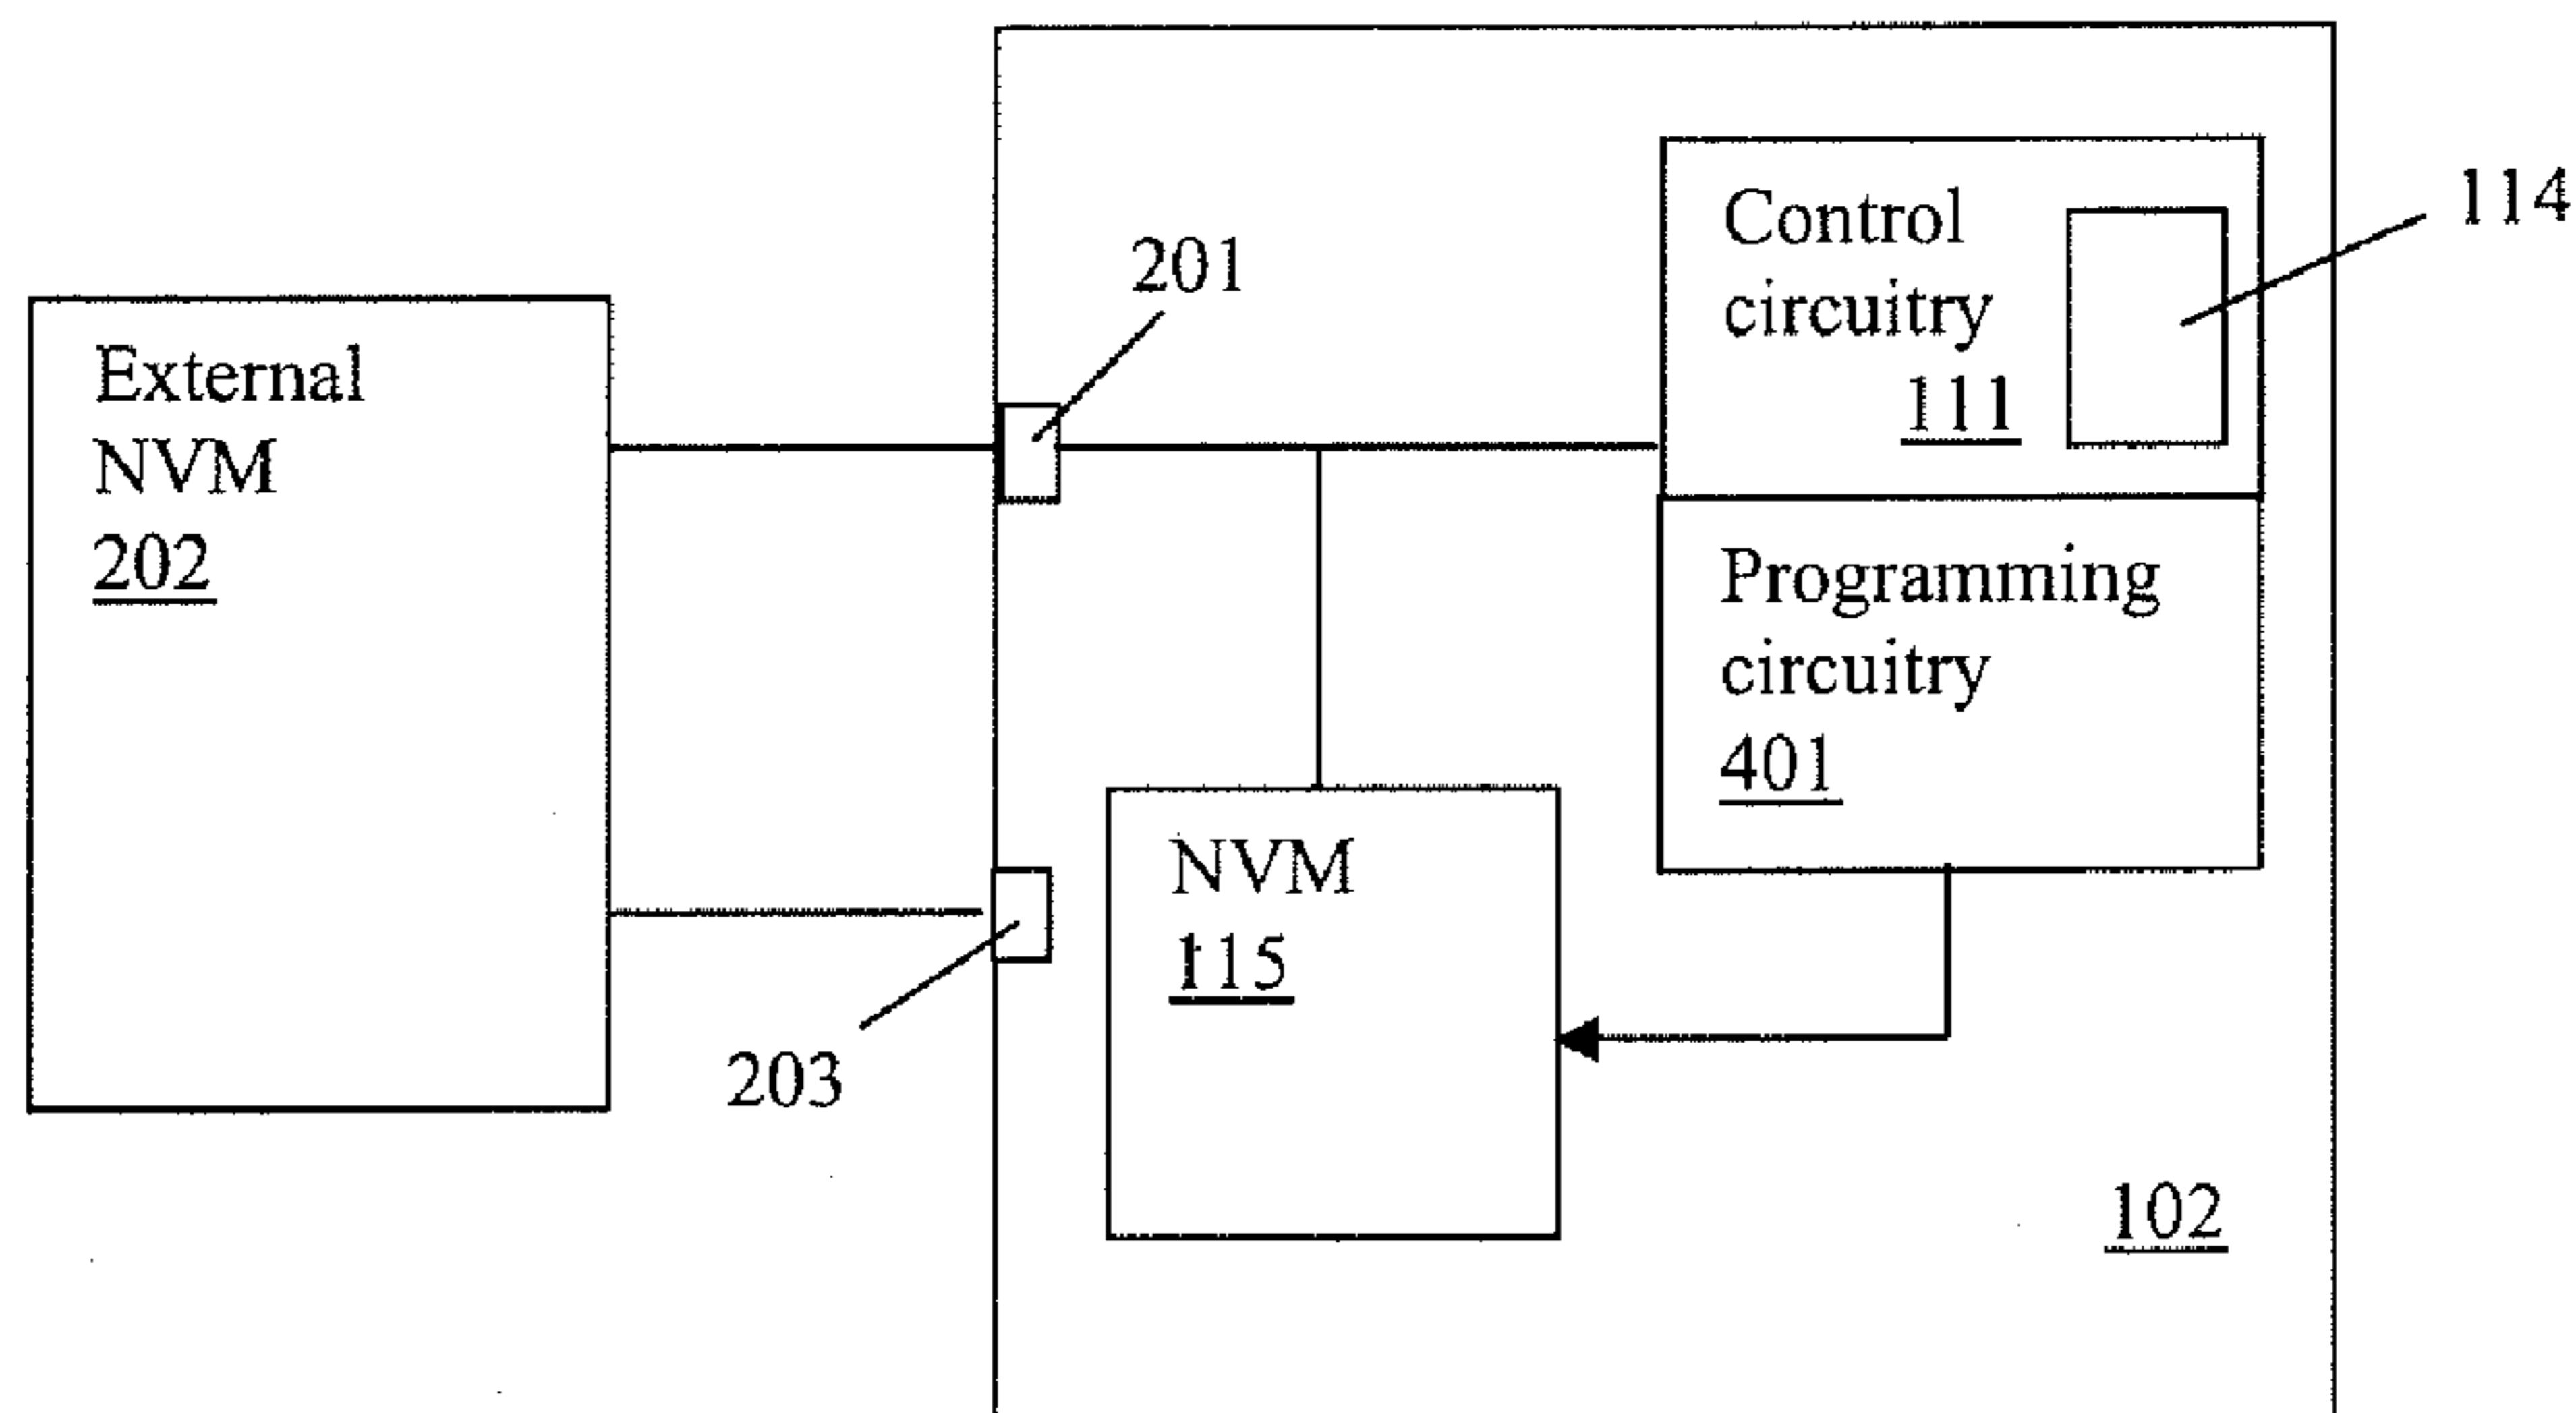 External
NVM
202
201
203
Control
circuitry
111
114
Programming
circuitry
401
NVM
115
102